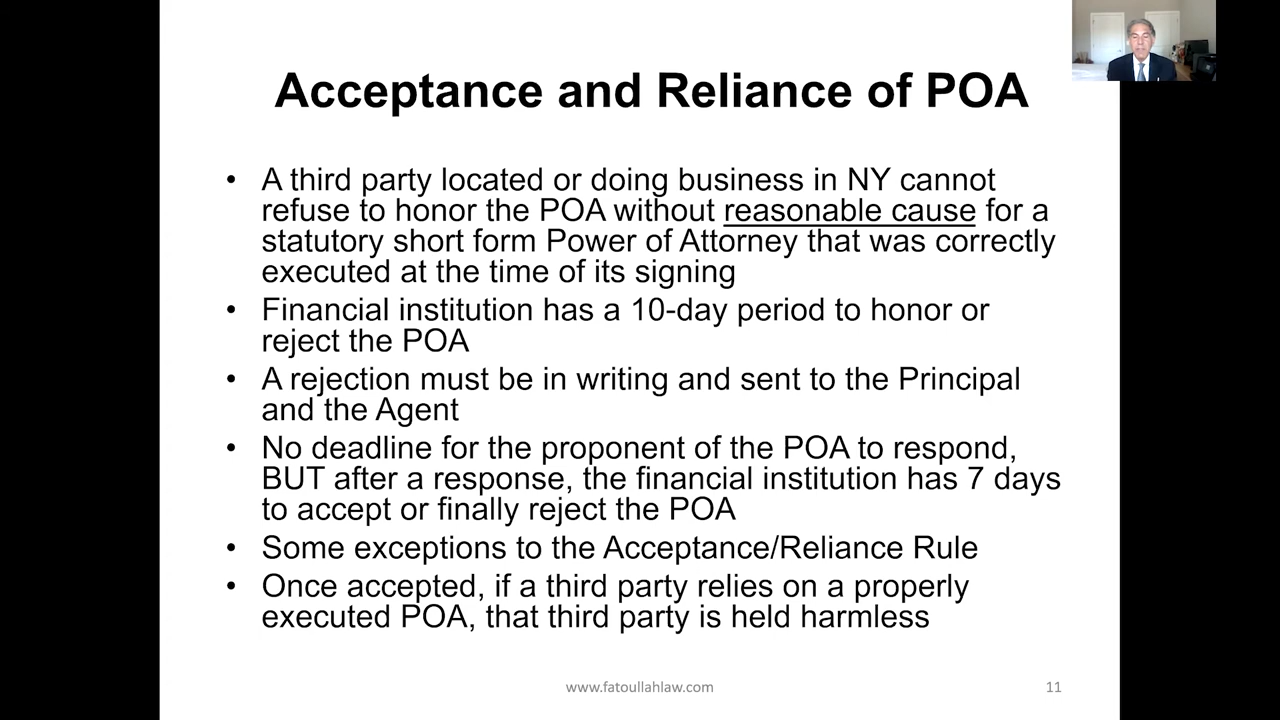 Acceptance and Reliance of POA
• A third party located or doing business in NY cannot
refuse to honor the POA without reasonable cause for a
statutory short form Power of Attorney that was correctly
executed at the time of its signing
• Financial institution has a 10-day period to honor or
reject the POA
• A rejection must be in writing and sent to the Principal
and the Agent
• No deadline for the proponent of the POA to respond,
BUT after a response, the financial institution has 7 days
to accept or finally reject the POA
• Some exceptions to the Acceptance/Reliance Rule
• Once accepted, if a third party relies on a properly
executed POA, that third party is held harmless
www.fatoullahlaw.com
11